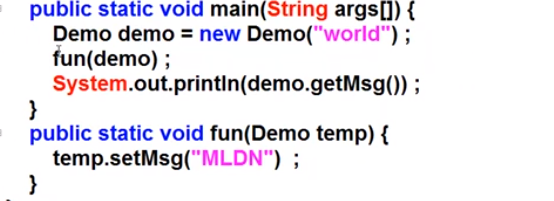 public static void main(String args[]) {
Demo demo = new Demo("world") ;
fun(demo) ;
System.out.println(demo.getMsg()) ;
}
public static void fun(Demo temp) {
temp.setMsg("MLDN") ;
}